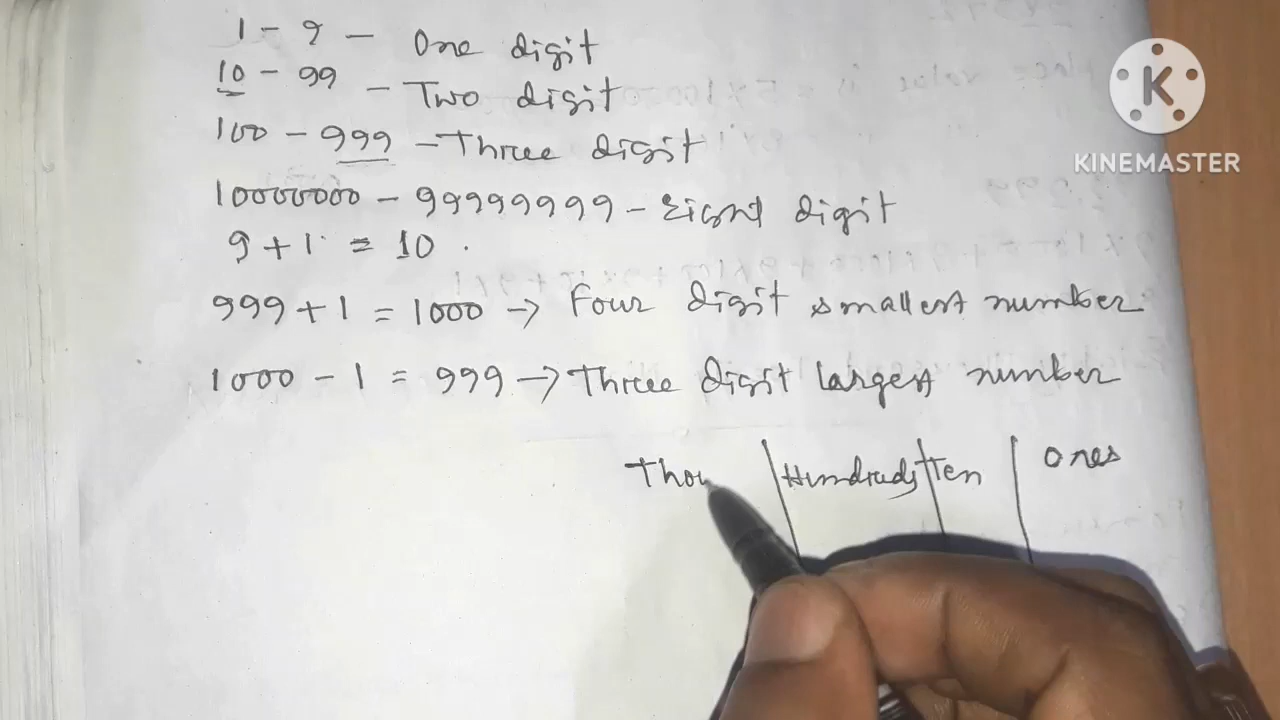 1 - 9 - One digit
10 - 99 - Two digit
100 - 999 - Three digit
10000000 - 99999999 - Eight digit
9 + 1 = 10 .
999 + 1 = 1000 → Four digit smallest number
1000 - 1 = 999 → Three digit largest number
Thou Hundreds Ten Ones
K
KINEMASTER